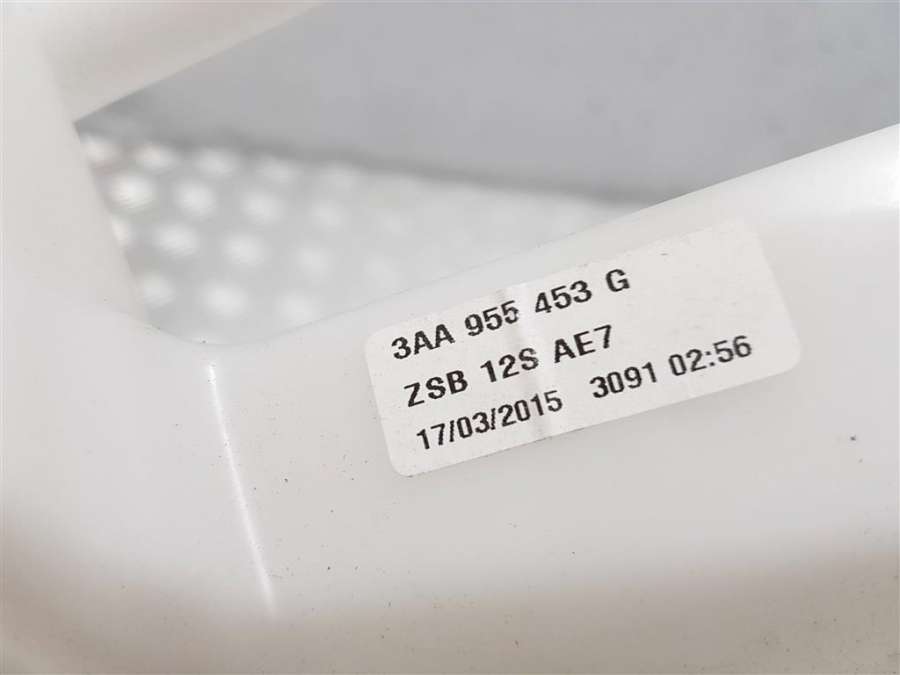 3AA 955 453 G
ZSB 12S AE7
17/03/2015 3091 02:56